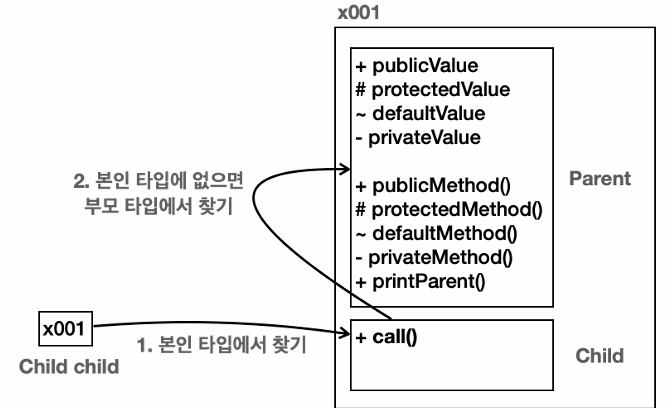 x001
+ publicValue
# protectedValue
~ defaultValue
- privateValue
+ publicMethod()
# protectedMethod()
~ defaultMethod()
- privateMethod()
+ printParent()
Parent
2. 본인 타입에 없으면
부모 타입에서 찾기
x001
Child child
1. 본인 타입에서 찾기
+ call()
Child